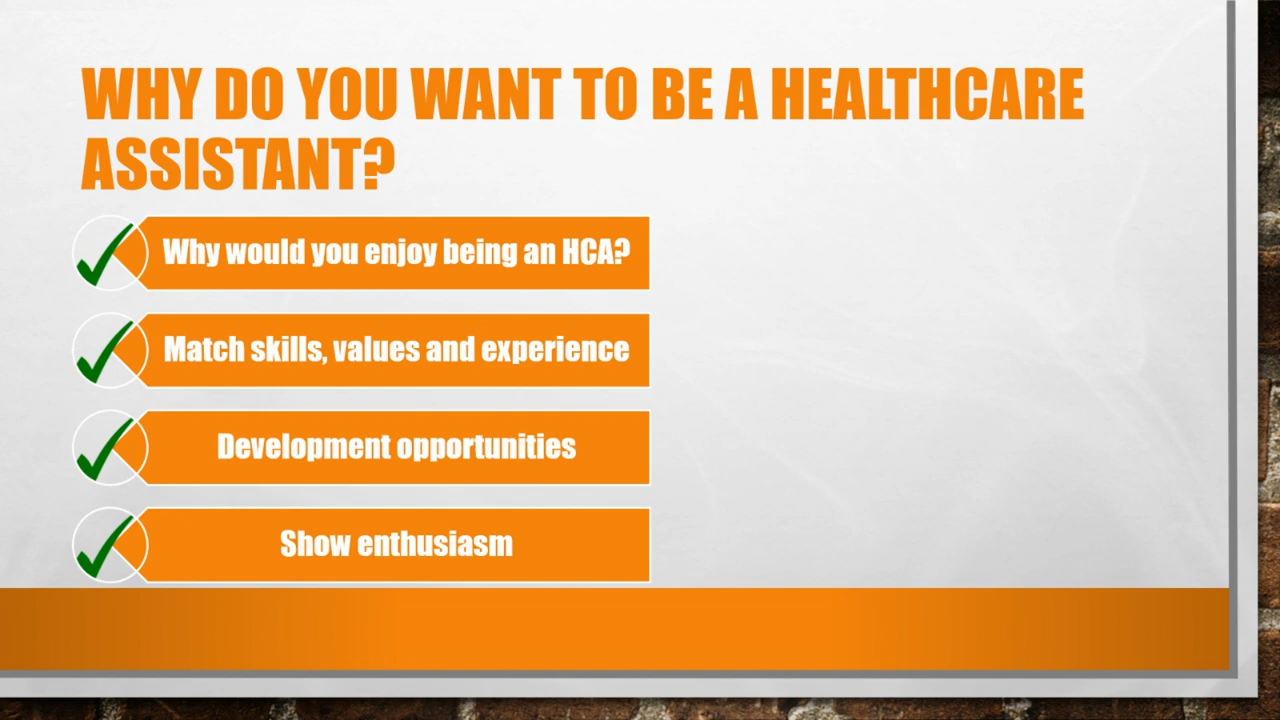 WHY DO YOU WANT TO BE A HEALTHCARE
ASSISTANT?
Why would you enjoy being an HCA?
Match skills, values and experience
Development opportunities
Show enthusiasm